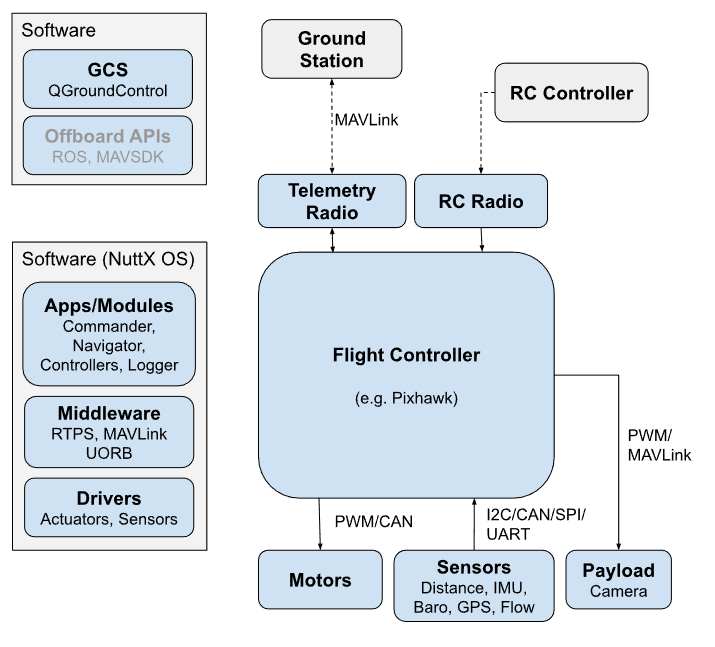 Software
GCS
QGroundControl
Offboard APIs
ROS, MAVSDK
Software (NuttX OS)
Apps/Modules
Commander,
Navigator,
Controllers, Logger
Middleware
RTPS, MAVLink
UORB
Drivers
Actuators, Sensors
Ground
Station
RC Controller
MAVLink
Telemetry
Radio
RC Radio
Flight Controller
(e.g. Pixhawk)
PWM/
MAVLink
PWM/CAN
I2C/CAN/SPI/
UART
Motors
Sensors
Distance, IMU,
Baro, GPS, Flow
Payload
Camera